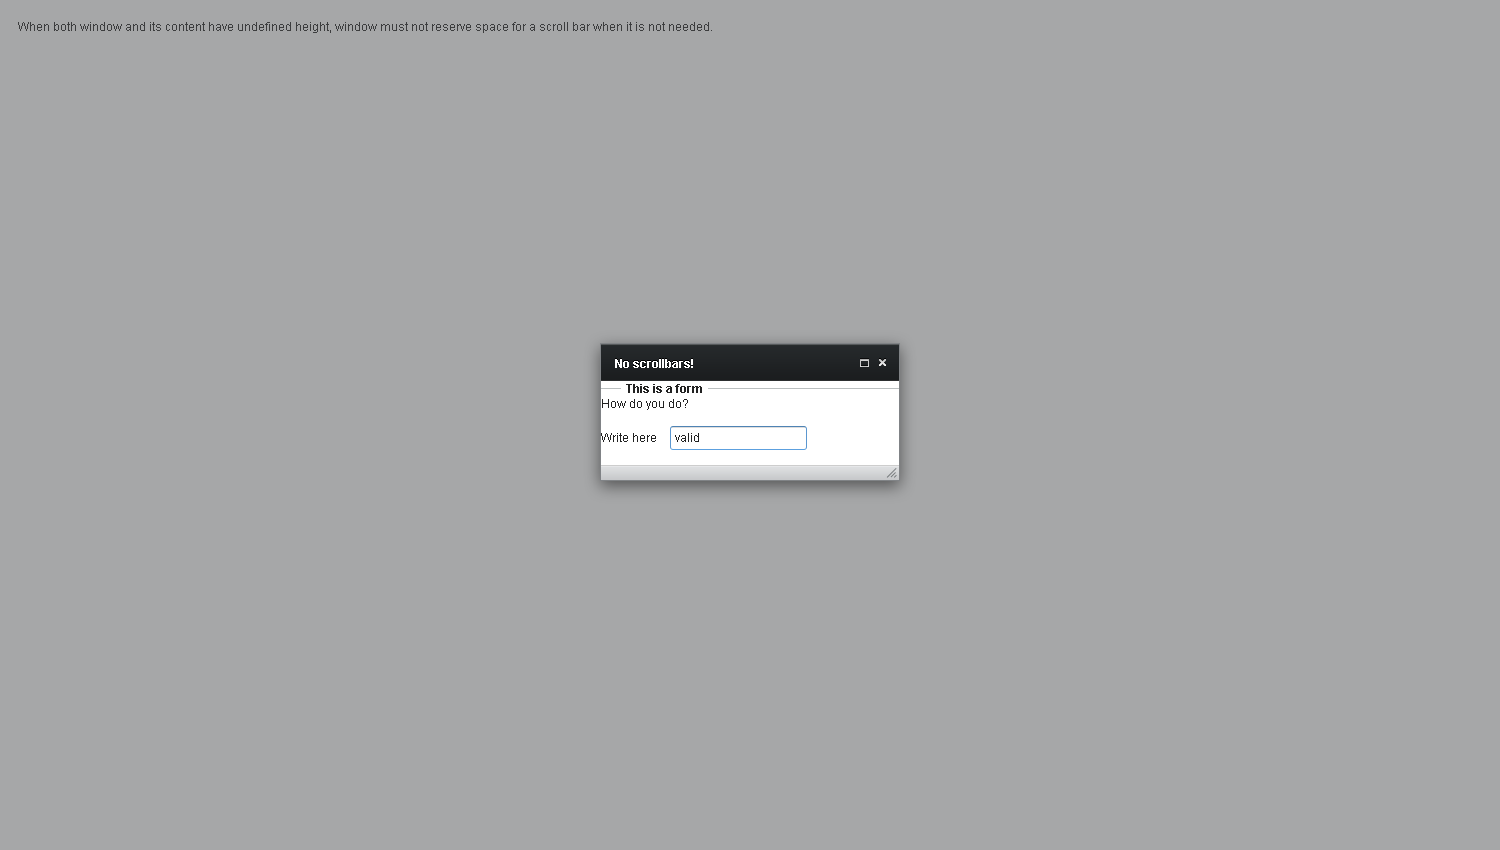 When both window and its content have undefined height, window must not reserve space for a scroll bar when it is not needed.
No scrollbars!
This is a form
How do you do?
Write here valid